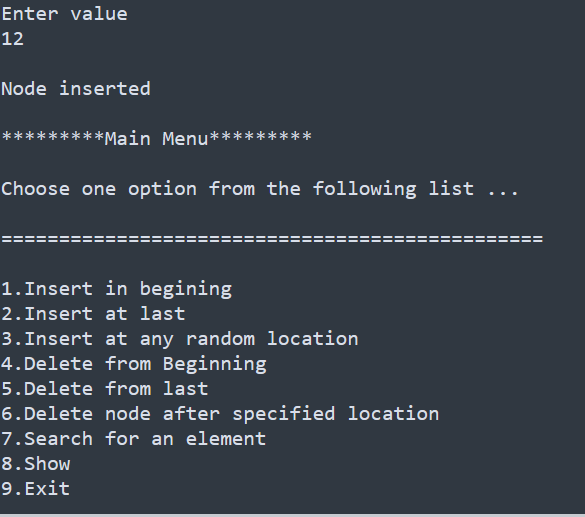 Enter value
12
Node inserted
*********Main Menu*********
Choose one option from the following list ...
===============================================
1.Insert in begining
2.Insert at last
3.Insert at any random location
4.Delete from Beginning
5.Delete from last
6.Delete node after specified location
7.Search for an element
8.Show
9.Exit